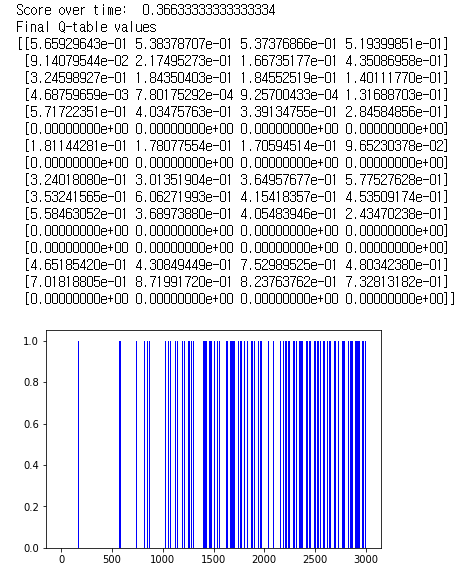 Score over time:  0.36633333333333334
Final Q-table values
[[5.65929643e-01 5.38378707e-01 5.37376866e-01 5.19399851e-01]
 [9.14079544e-02 2.17495273e-01 1.66735177e-01 4.35086958e-01]
 [3.24598927e-01 1.84350403e-01 1.84552519e-01 1.40111770e-01]
 [4.68759659e-03 7.80175292e-04 9.25700433e-04 1.31688703e-01]
 [5.71722351e-01 4.03475763e-01 3.39134755e-01 2.84584856e-01]
 [0.00000000e+00 0.00000000e+00 0.00000000e+00 0.00000000e+00]
 [1.81144281e-01 1.78077554e-01 1.70594514e-01 9.65230378e-02]
 [0.00000000e+00 0.00000000e+00 0.00000000e+00 0.00000000e+00]
 [3.24018080e-01 3.01351904e-01 3.64957677e-01 5.77527628e-01]
 [3.53241565e-01 6.06271993e-01 4.15418357e-01 4.53509174e-01]
 [5.58463052e-01 3.68973880e-01 4.05483946e-01 2.43470238e-01]
 [0.00000000e+00 0.00000000e+00 0.00000000e+00 0.00000000e+00]
 [0.00000000e+00 0.00000000e+00 0.00000000e+00 0.00000000e+00]
 [4.65185420e-01 4.30849449e-01 7.52989525e-01 4.80342380e-01]
 [7.01818805e-01 8.71991720e-01 8.23763762e-01 7.32813182e-01]
 [0.00000000e+00 0.00000000e+00 0.00000000e+00 0.00000000e+00]]
1.0
0.8
0.6
0.4
0.2
0.0
0 500 1000 1500 2000 2500 3000